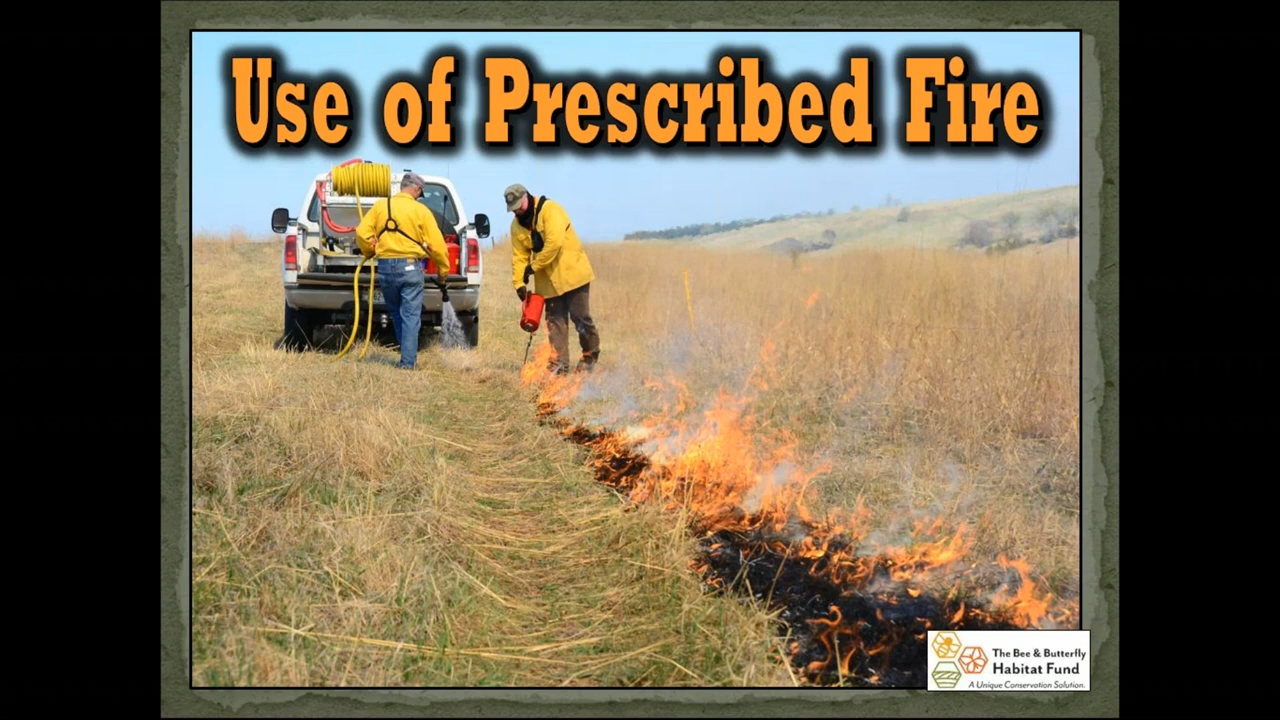 Use of Prescribed Fire
The Bee & Butterfly
Habitat Fund
A Unique Conservation Solution.